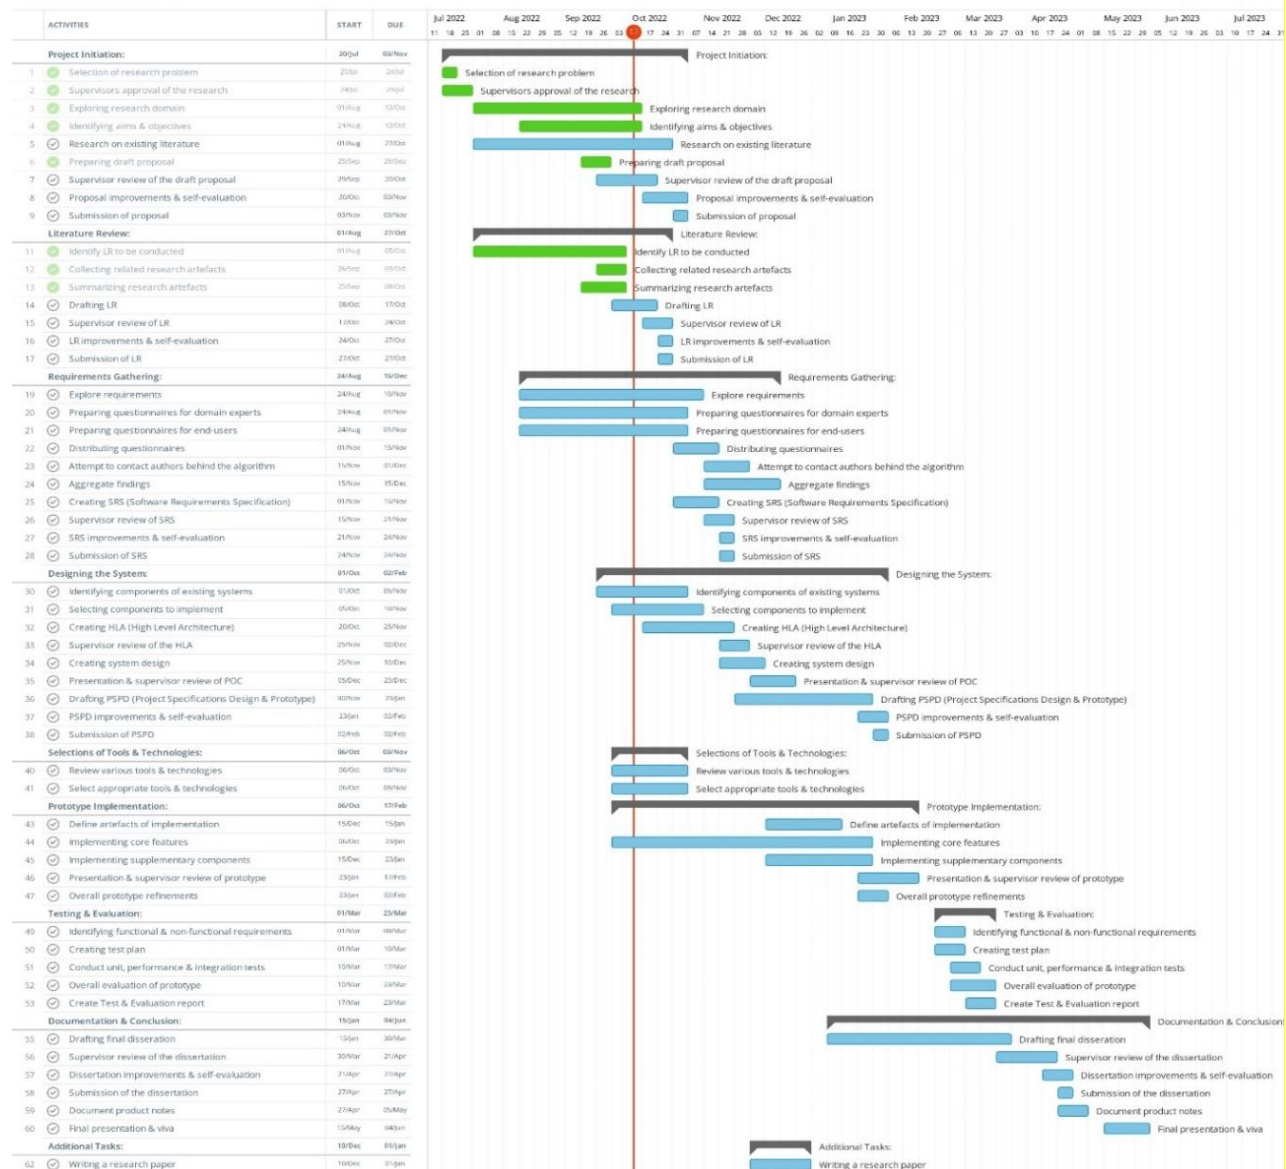 ACTIVITIES START DUE Jul 2022 Aug 2022 Sep 2022 Oct 2022 Nov 2022 Dec 2022 Jan 2023 Feb 2023 Mar 2023 Apr 2023 May 2023 Jun 2023 Jul 2023
Project Initiation: 20/Jul 03/Nov Project Initiation:
1 Selection of research problem Selection of research problem
2 Supervisors approval of the research Supervisors approval of the research
3 Exploring research domain 01/Aug 12/Oct Exploring research domain
4 Identifying aims & objectives 12/Oct Identifying aims & objectives
5 Research on existing literature 01/Aug 27/Oct Research on existing literature
6 Preparing draft proposal 25/Sep Preparing draft proposal
7 Supervisor review of the draft proposal 29/Sep 20/Oct Supervisor review of the draft proposal
8 Proposal improvements & self-evaluation 20/Oct 03/Nov Proposal improvements & self-evaluation
9 Submission of proposal 03/Nov 03/Nov Submission of proposal
Literature Review: 01/Aug 27/Oct Literature Review:
11 Identify LR to be conducted 01/Aug Identify LR to be conducted
12 Collecting related research artefacts 26/Sep Collecting related research artefacts
13 Summarizing research artefacts 25/Sep Summarizing research artefacts
14 Drafting LR 08/Oct 17/Oct Drafting LR
15 Supervisor review of LR 17/Oct 24/Oct Supervisor review of LR
16 LR improvements & self-evaluation 24/Oct 27/Oct LR improvements & self-evaluation
17 Submission of LR 27/Oct 27/Oct Submission of LR
Requirements Gathering: 24/Aug 15/Dec Requirements Gathering:
19 Explore requirements 24/Aug 10/Nov Explore requirements
20 Preparing questionnaires for domain experts 24/Aug 01/Nov Preparing questionnaires for domain experts
21 Preparing questionnaires for end-users 24/Aug 01/Nov Preparing questionnaires for end-users
22 Distributing questionnaires 01/Nov 15/Nov Distributing questionnaires
23 Attempt to contact authors behind the algorithm 15/Nov 01/Dec Attempt to contact authors behind the algorithm
24 Aggregate findings 15/Nov 15/Dec Aggregate findings
25 Creating SRS (Software Requirements Specification) 01/Nov 15/Nov Creating SRS (Software Requirements Specification)
26 Supervisor review of SRS 15/Nov 21/Nov Supervisor review of SRS
27 SRS improvements & self-evaluation 21/Nov 24/Nov SRS improvements & self-evaluation
28 Submission of SRS 24/Nov 24/Nov Submission of SRS
Designing the System: 01/Oct 02/Feb Designing the System:
30 Identifying components of existing systems 01/Oct Identifying components of existing systems
31 Selecting components to implement 05/Oct 10/Nov Selecting components to implement
32 Creating HLA (High Level Architecture) 20/Oct 25/Nov Creating HLA (High Level Architecture)
33 Supervisor review of the HLA 25/Nov 02/Dec Supervisor review of the HLA
34 Creating system design 25/Nov 10/Dec Creating system design
35 Presentation & supervisor review of POC 05/Dec 23/Dec Presentation & supervisor review of POC
36 Drafting PSPD (Project Specifications Design & Prototype) 30/Nov 23/Jan Drafting PSPD (Project Specifications Design & Prototype)
37 PSPD improvements & self-evaluation 23/Jan 02/Feb PSPD improvements & self-evaluation
38 Submission of PSPD 02/Feb 02/Feb Submission of PSPD
Selections of Tools & Technologies: 06/Oct 03/Nov Selections of Tools & Technologies:
40 Review various tools & technologies 06/Oct 03/Nov Review various tools & technologies
41 Select appropriate tools & technologies 06/Oct 03/Nov Select appropriate tools & technologies
Prototype Implementation: 06/Oct 17/Feb Prototype Implementation:
43 Define artefacts of implementation 15/Dec 15/Jan Define artefacts of implementation
44 Implementing core features 06/Oct 23/Jan Implementing core features
45 Implementing supplementary components 15/Dec 23/Jan Implementing supplementary components
46 Presentation & supervisor review of prototype 23/Jan 17/Feb Presentation & supervisor review of prototype
47 Overall prototype refinements 23/Jan 02/Feb Overall prototype refinements
Testing & Evaluation: 01/Mar 23/Mar Testing & Evaluation:
49 Identifying functional & non-functional requirements 01/Mar 08/Mar Identifying functional & non-functional requirements
50 Creating test plan 01/Mar 10/Mar Creating test plan
51 Conduct unit, performance & integration tests 10/Mar 17/Mar Conduct unit, performance & integration tests
52 Overall evaluation of prototype 10/Mar 23/Mar Overall evaluation of prototype
53 Create Test & Evaluation report 17/Mar 23/Mar Create Test & Evaluation report
Documentation & Conclusion: 15/Jan 04/Jun Documentation & Conclusion:
55 Drafting final disseration 15/Jan 30/Mar Drafting final disseration
56 Supervisor review of the dissertation 30/Mar 21/Apr Supervisor review of the dissertation
57 Dissertation improvements & self-evaluation 21/Apr 27/Apr Dissertation improvements & self-evaluation
58 Submission of the dissertation 27/Apr 27/Apr Submission of the dissertation
59 Document product notes 27/Apr 05/May Document product notes
60 Final presentation & viva 15/May 04/Jun Final presentation & viva
Additional Tasks: 10/Dec 01/Jan Additional Tasks:
62 Writing a research paper 10/Dec 01/Jan Writing a research paper